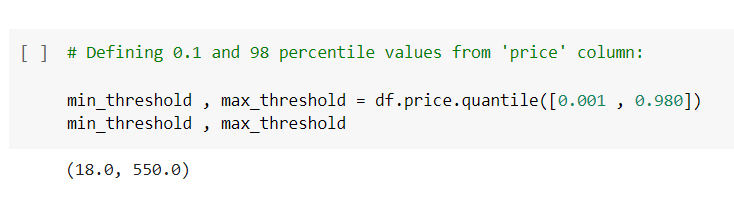 [ ] # Defining 0.1 and 98 percentile values from 'price' column:
min_threshold , max_threshold = df.price.quantile([0.001 , 0.980])
min_threshold , max_threshold
(18.0, 550.0)